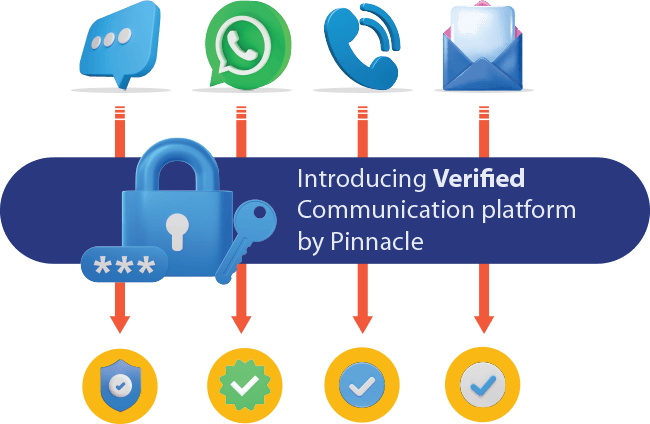 Introducing Verified
Communication platform
by Pinnacle
***